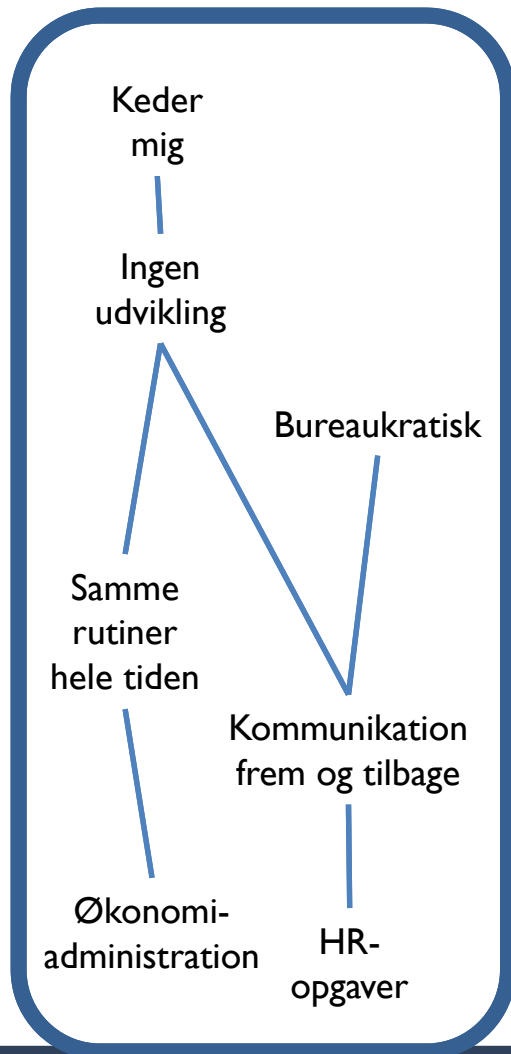 Keder
mig
Ingen
udvikling
Bureaukratisk
Samme
rutiner
hele tiden
Kommunikation
frem og tilbage
Økonomi-
administration
HR-
opgaver